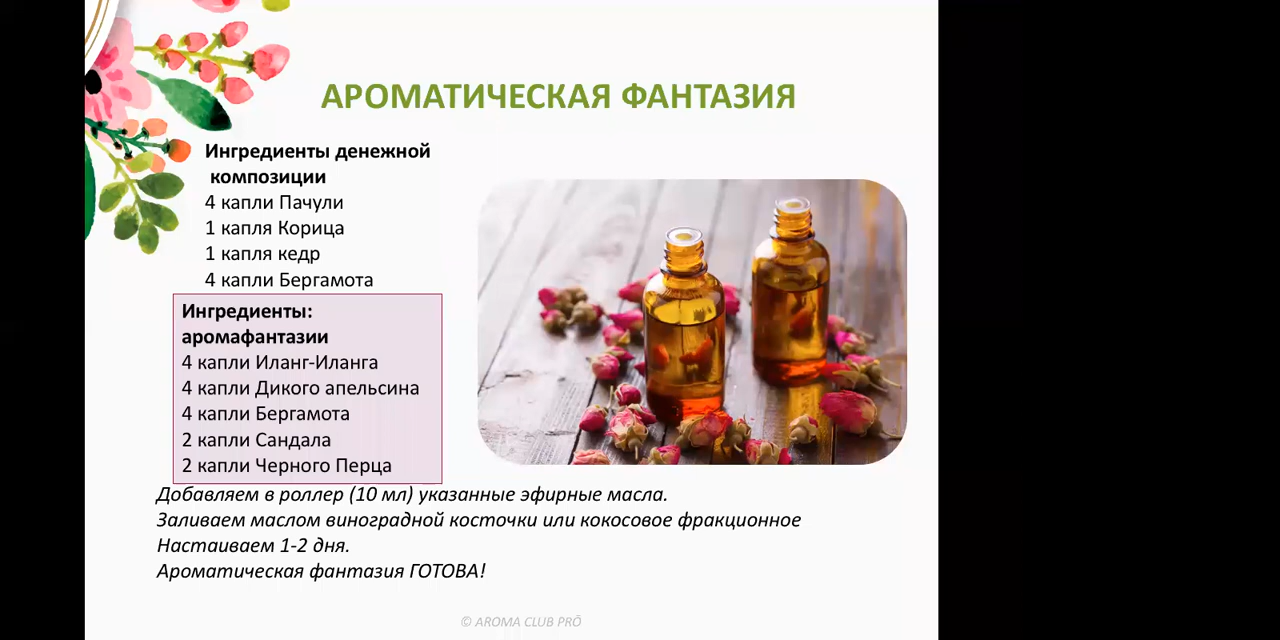 АРОМАТИЧЕСКАЯ ФАНТАЗИЯ
Ингредиенты денежной
композиции
4 капли Пачули
1 капля Корица
1 капля кедр
4 капли Бергамота
Ингредиенты:
аромафантазии
4 капли Иланг-Иланга
4 капли Дикого апельсина
4 капли Бергамота
2 капли Сандала
2 капли Черного Перца
Добавляем в роллер (10 мл) указанные эфирные масла.
Заливаем маслом виноградной косточки или кокосовое фракционное
Настаиваем 1-2 дня.
Ароматическая фантазия ГОТОВА!
© AROMA CLUB PRŌ